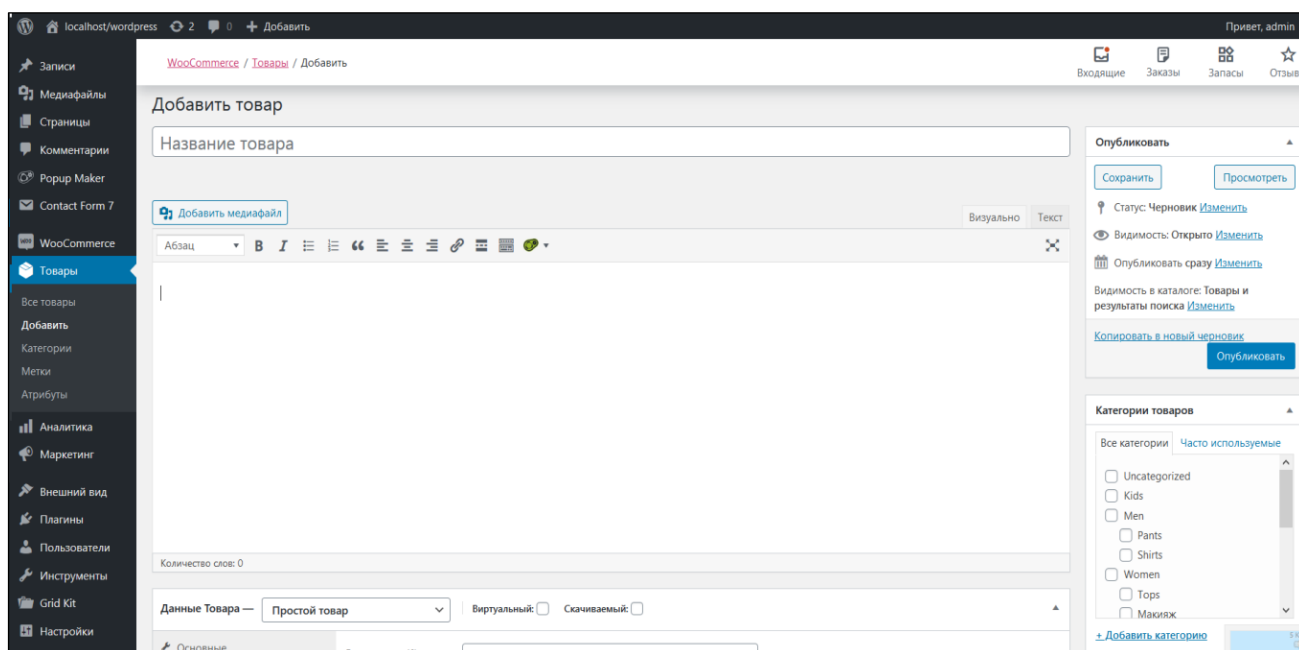 localhost/wordpress 2 0 + Добавить Привет, admin
Записи
Медиафайлы
Страницы
Комментарии
Popup Maker
Contact Form 7
WooCommerce
Товары
Все товары
Добавить
Категории
Метки
Атрибуты
Аналитика
Маркетинг
Внешний вид
Плагины
Пользователи
Инструменты
Grid Kit
Настройки
WooCommerce / Товары / Добавить
Входящие Заказы Запасы Отзыв
Добавить товар
Название товара
Добавить медиафайл
Визуально Текст
Абзац
Количество слов: 0
Данные Товара — Простой товар Виртуальный: Скачиваемый:
Основные
Опубликовать
Сохранить Просмотреть
Статус: Черновик Изменить
Видимость: Открыто Изменить
Опубликовать сразу Изменить
Видимость в каталоге: Товары и
результаты поиска Изменить
Копировать в новый черновик
Опубликовать
Категории товаров
Все категории Часто используемые
Uncategorized
Kids
Men
Pants
Shirts
Women
Tops
Макияж
+ Добавить категорию